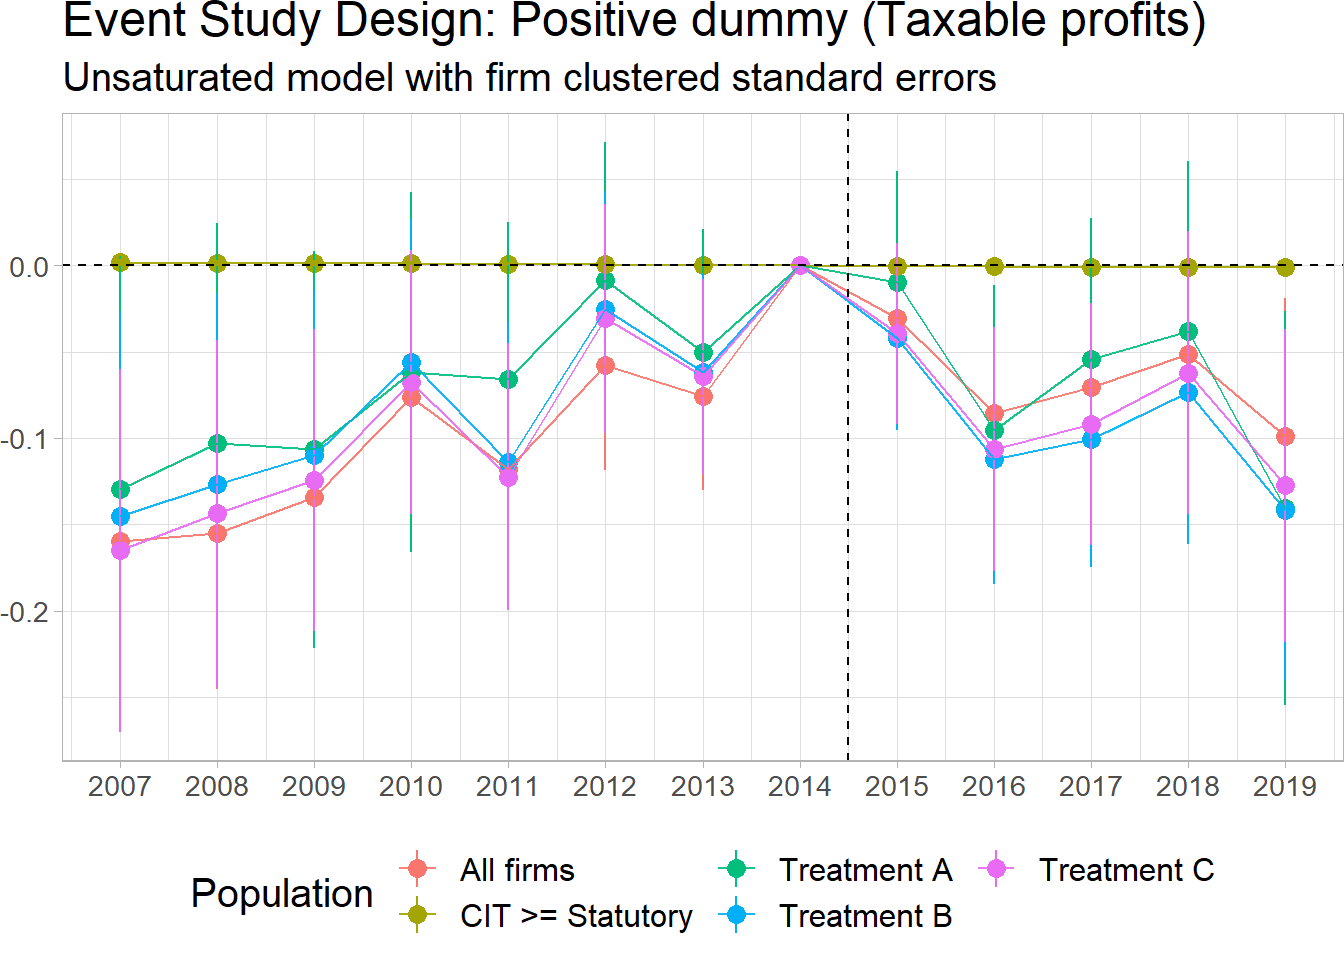 Event Study Design: Positive dummy (Taxable profits)
Unsaturated model with firm clustered standard errors
0.0
-0.1
-0.2
2007 2008 2009 2010 2011 2012 2013 2014 2015 2016 2017 2018 2019
Population
All firms Treatment A Treatment C
CIT >= Statutory Treatment B